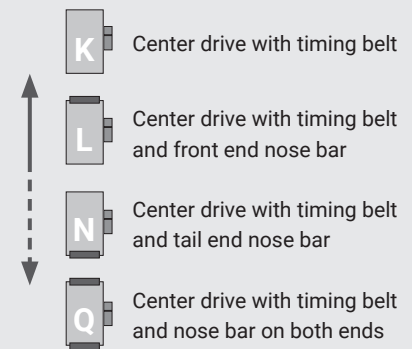 K
Center drive with timing belt
L
Center drive with timing belt
and front end nose bar
N
Center drive with timing belt
and tail end nose bar
Q
Center drive with timing belt
and nose bar on both ends